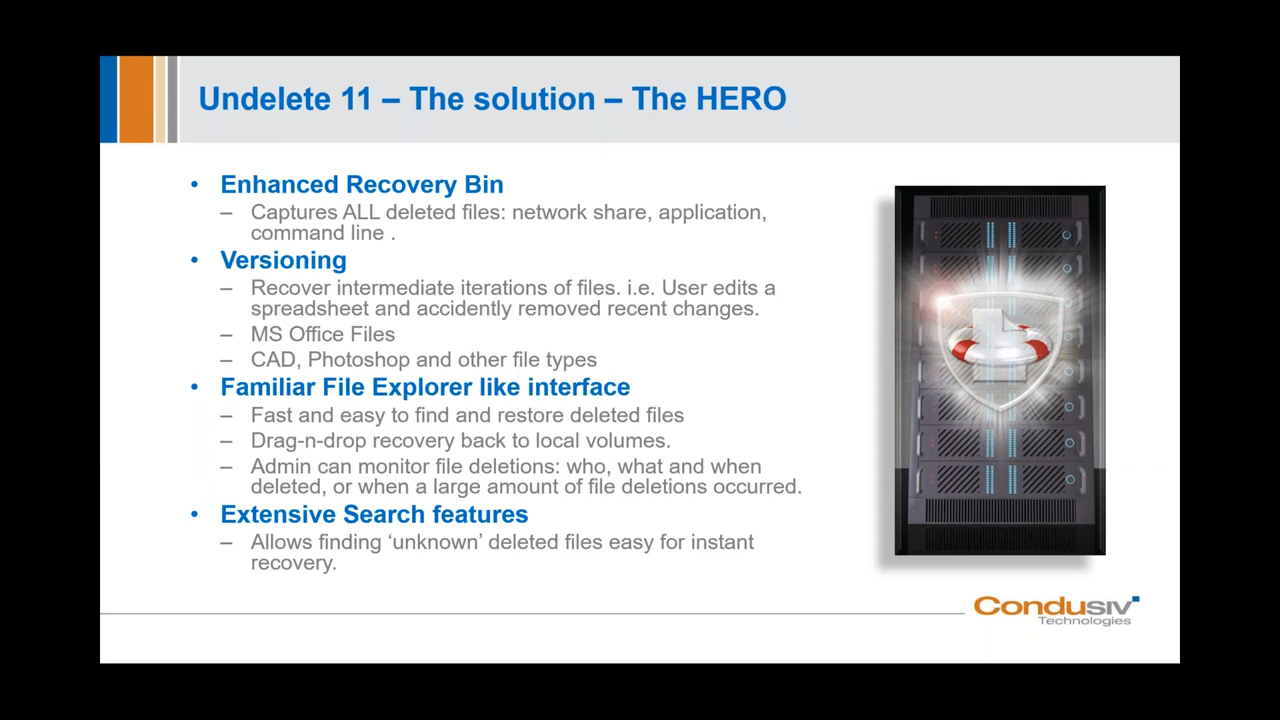 Undelete 11 – The solution – The HERO
• Enhanced Recovery Bin
– Captures ALL deleted files: network share, application,
command line .
• Versioning
– Recover intermediate iterations of files. i.e. User edits a
spreadsheet and accidently removed recent changes.
– MS Office Files
– CAD, Photoshop and other file types
• Familiar File Explorer like interface
– Fast and easy to find and restore deleted files
– Drag-n-drop recovery back to local volumes.
– Admin can monitor file deletions: who, what and when
deleted, or when a large amount of file deletions occurred.
• Extensive Search features
– Allows finding ‘unknown’ deleted files easy for instant
recovery.
Condusiv
Technologies